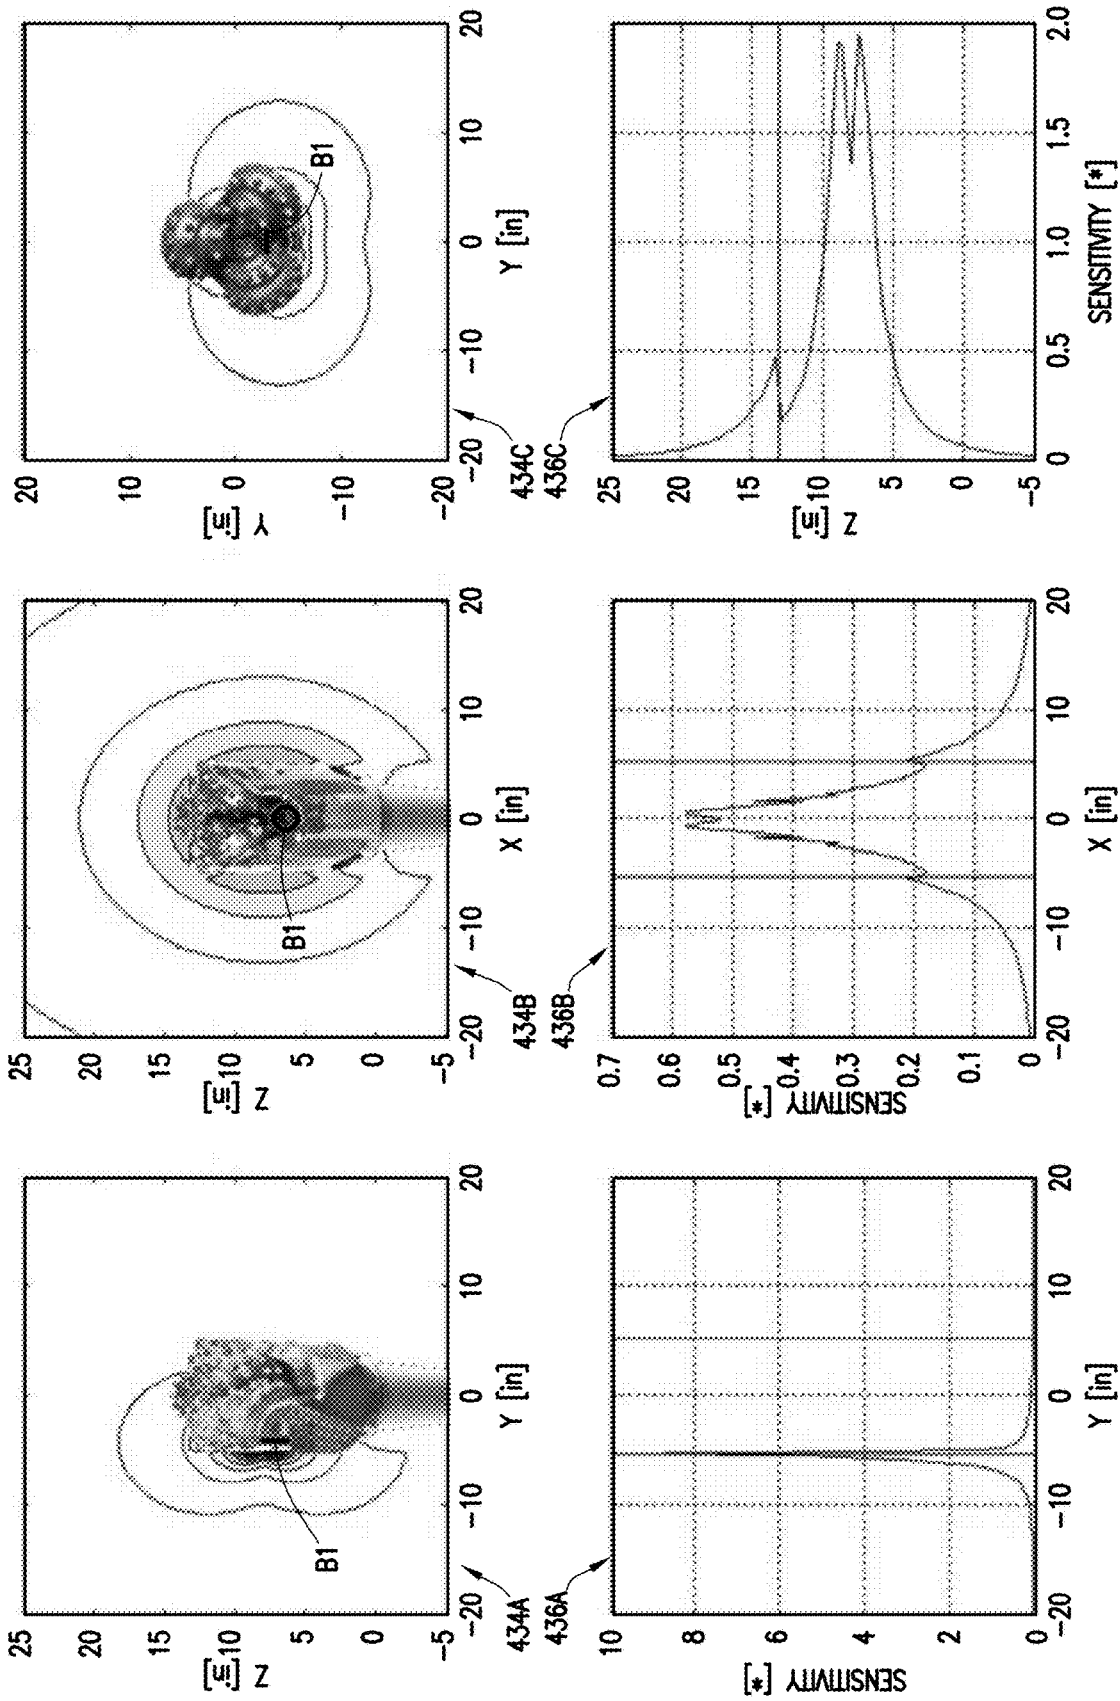 Z [in]
25
20
15
10
5
0
-5
B1
-20 -10 0 10 20
Y [in]
434A
Z [in]
25
20
15
10
5
0
-5
B1
-20 -10 0 10 20
X [in]
434B
Y [in]
20
10
0
-10
-20
B1
-20 -10 0 10 20
Y [in]
434C
436A
SENSITIVITY [*]
10
8
6
4
2
0
-20 -10 0 10 20
Y [in]
436B
SENSITIVITY [*]
0.7
0.6
0.5
0.4
0.3
0.2
0.1
0
-20 -10 0 10 20
X [in]
436C
Z [in]
25
20
15
10
5
0
-5
0 0.5 1.0 1.5 2.0
SENSITIVITY [*]